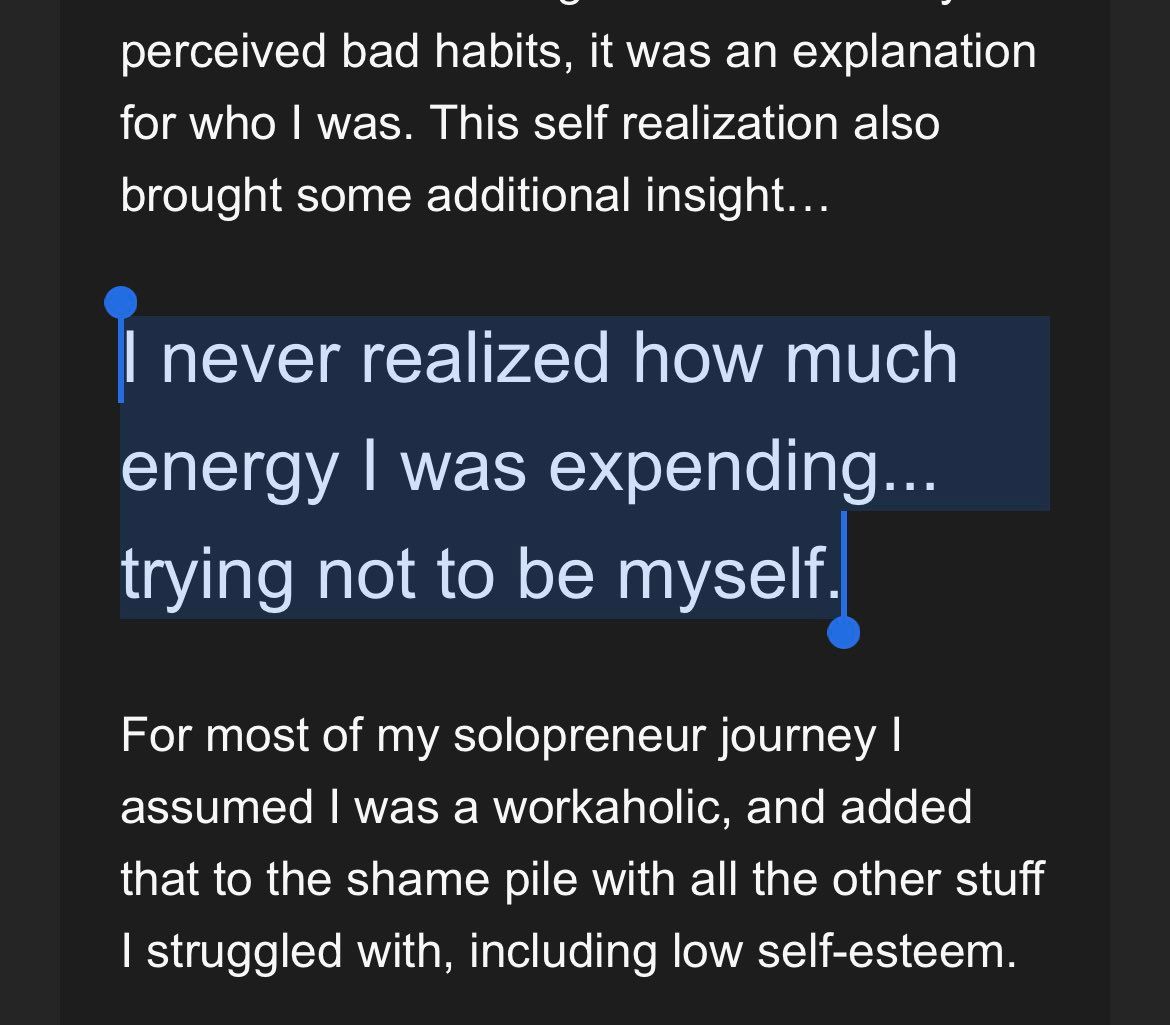 perceived bad habits, it was an explanation
for who I was. This self realization also
brought some additional insight…
I never realized how much
energy I was expending...
trying not to be myself.
For most of my solopreneur journey I
assumed I was a workaholic, and added
that to the shame pile with all the other stuff
I struggled with, including low self-esteem.